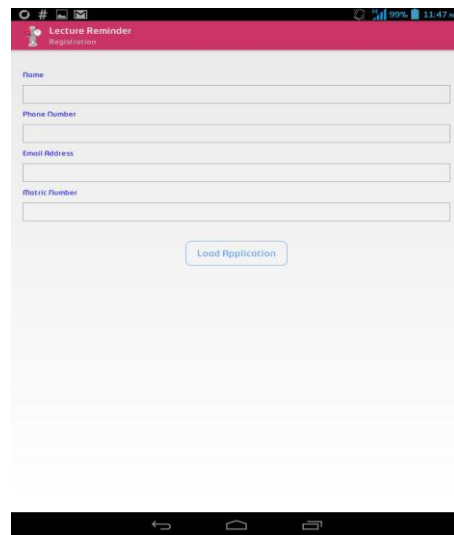 # 99% 11:47
Lecture Reminder
Registration
Name
Phone Number
Email Address
Matric Number
Load Application